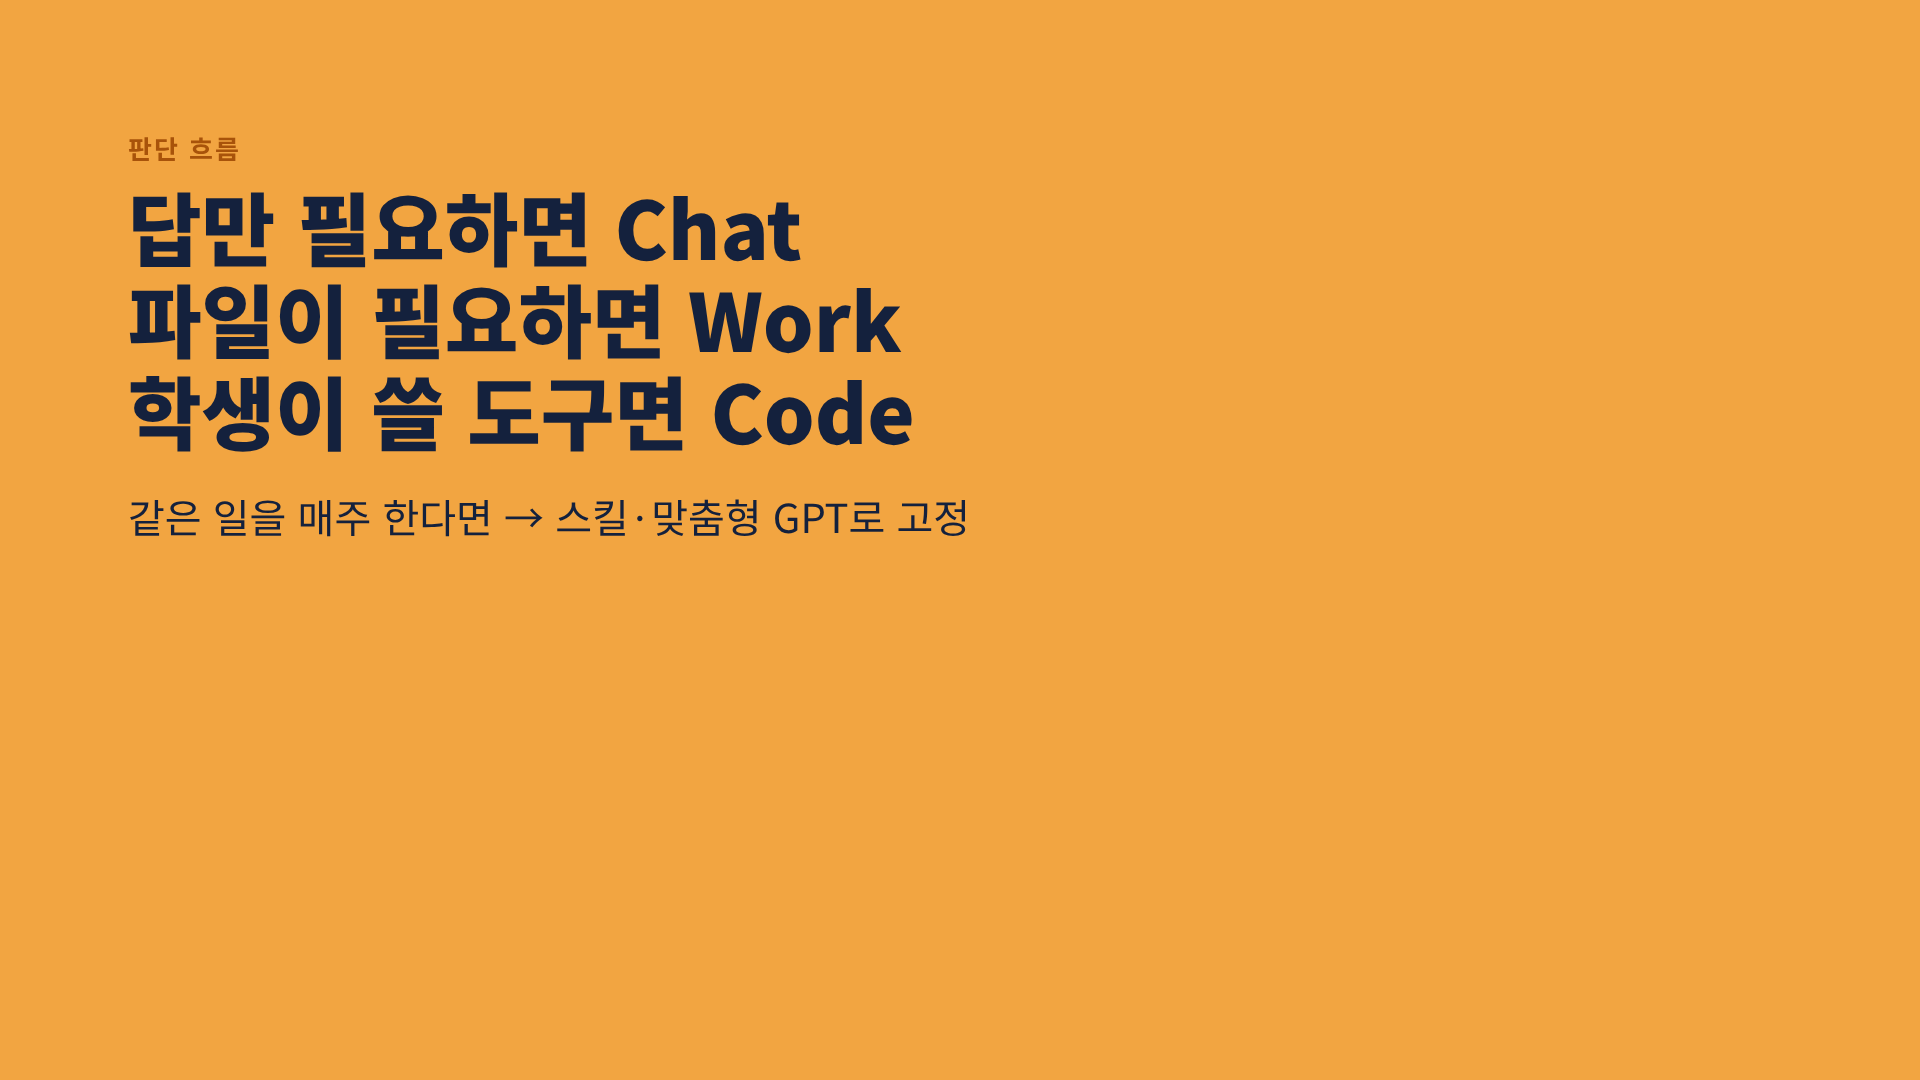 판단 흐름
답만 필요하면 Chat
파일이 필요하면 Work
학생이 쓸 도구면 Code
같은 일을 매주 한다면 → 스킬·맞춤형 GPT로 고정